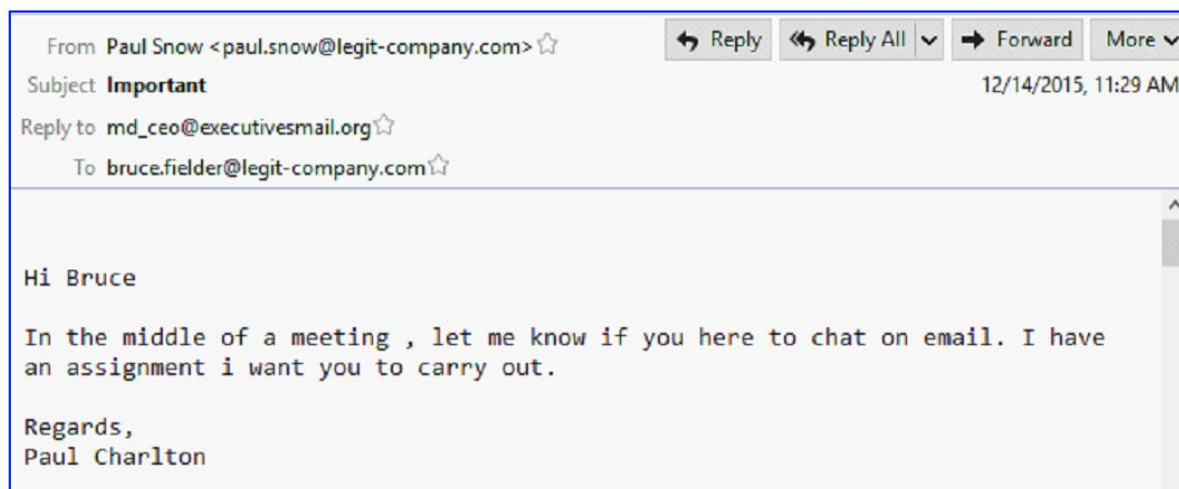 From Paul Snow <paul.snow@legit-company.com> Reply Reply All Forward More
Subject Important 12/14/2015, 11:29 AM
Reply to md_ceo@executivesmail.org
To bruce.fielder@legit-company.com
Hi Bruce
In the middle of a meeting , let me know if you here to chat on email. I have
an assignment i want you to carry out.
Regards,
Paul Charlton